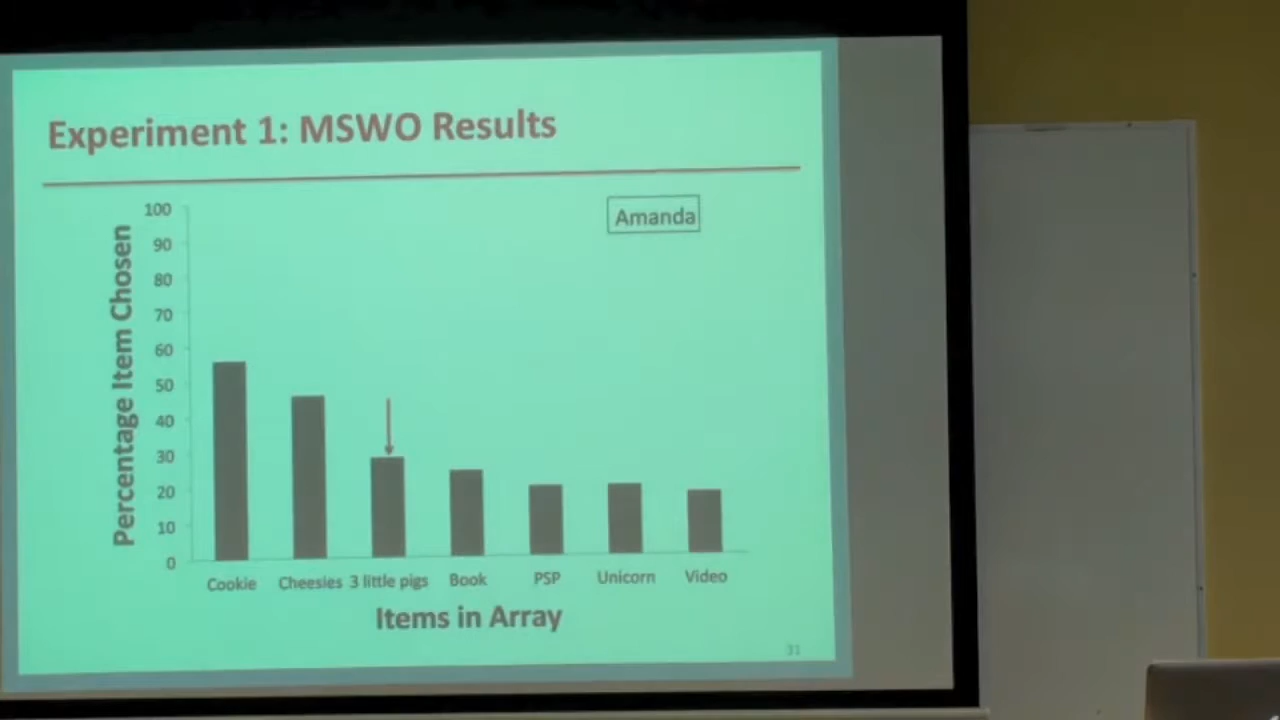 Experiment 1: MSWO Results
Amanda
Percentage Item Chosen
100
90
80
70
60
50
40
30
20
10
0
Cookie Cheesies 3 little pigs Book PSP Unicorn Video
Items in Array
31